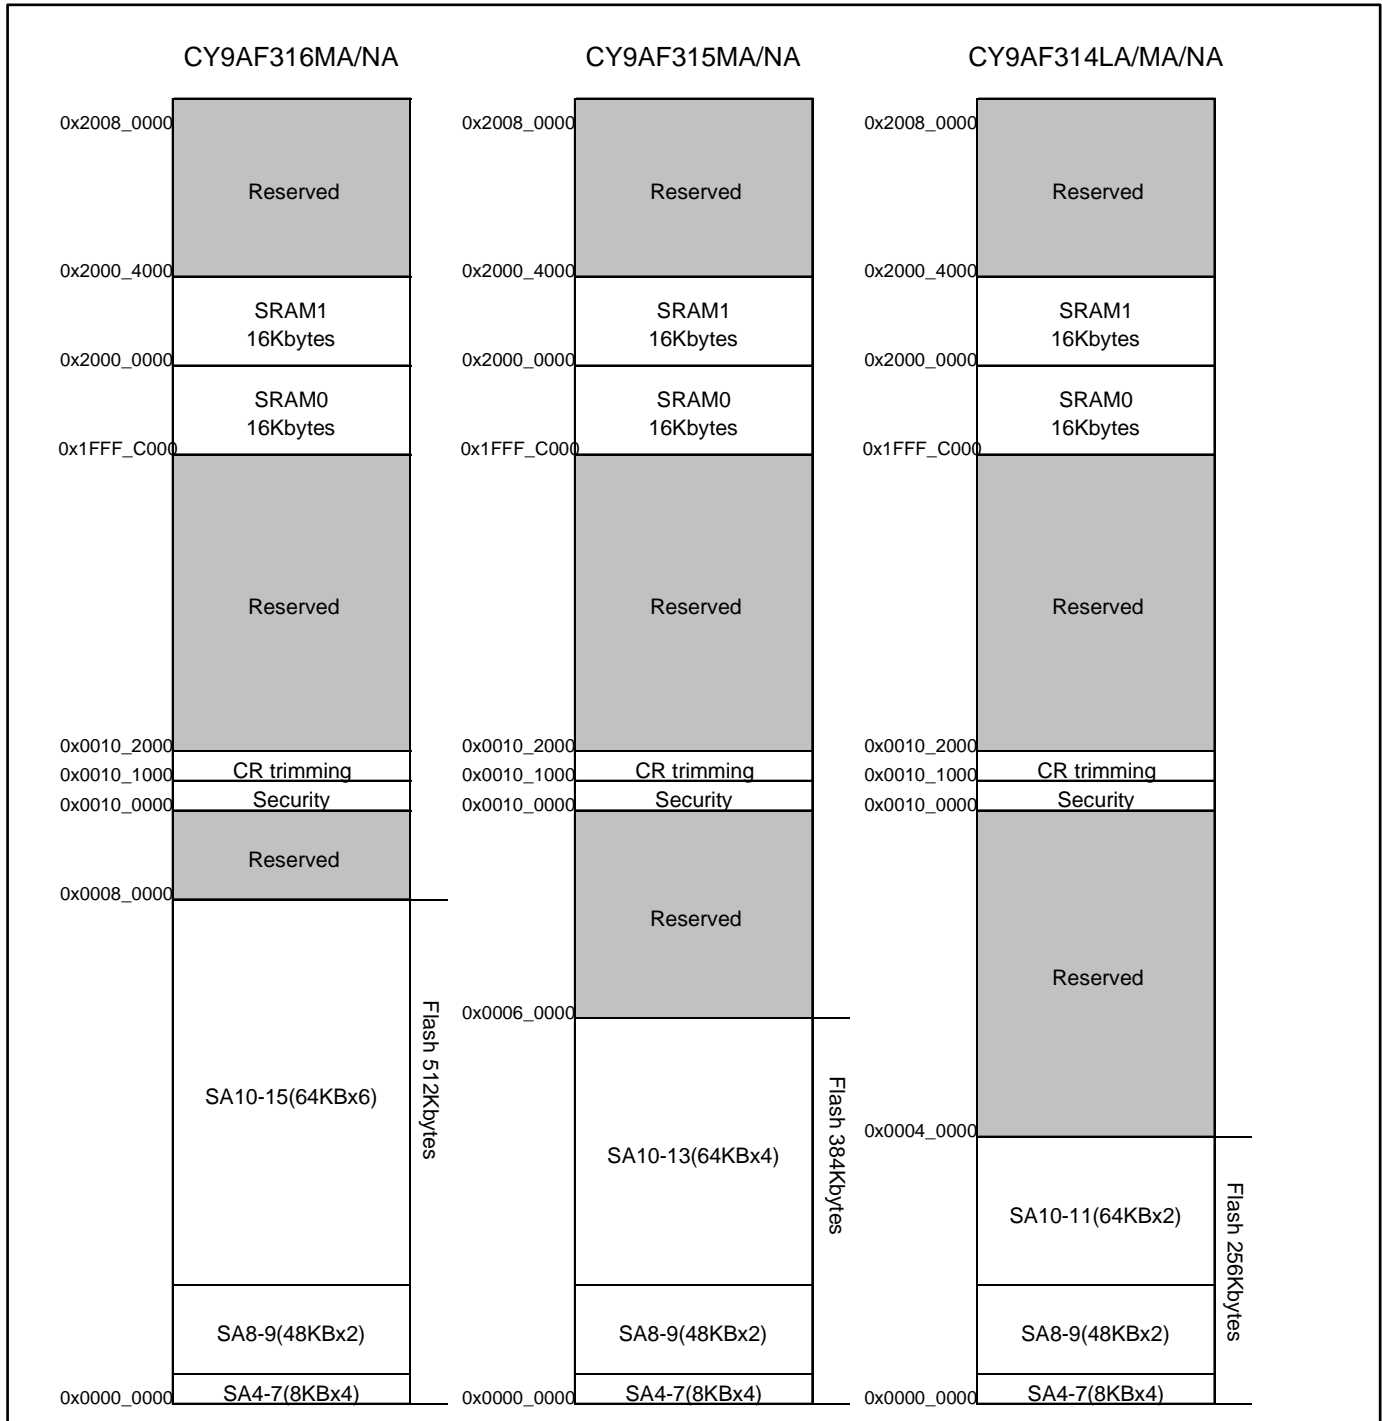 CY9AF316MA/NA
0x2008_0000
Reserved
0x2000_4000
SRAM1
16Kbytes
0x2000_0000
SRAM0
16Kbytes
0x1FFF_C000
Reserved
0x0010_2000
CR trimming
0x0010_1000
Security
0x0010_0000
Reserved
0x0008_0000
SA10-15(64KBx6)
Flash 512Kbytes
SA8-9(48KBx2)
SA4-7(8KBx4)
0x0000_0000
CY9AF315MA/NA
0x2008_0000
Reserved
0x2000_4000
SRAM1
16Kbytes
0x2000_0000
SRAM0
16Kbytes
0x1FFF_C000
Reserved
0x0010_2000
CR trimming
0x0010_1000
Security
0x0010_0000
Reserved
0x0006_0000
SA10-13(64KBx4)
Flash 384Kbytes
SA8-9(48KBx2)
SA4-7(8KBx4)
0x0000_0000
CY9AF314LA/MA/NA
0x2008_0000
Reserved
0x2000_4000
SRAM1
16Kbytes
0x2000_0000
SRAM0
16Kbytes
0x1FFF_C000
Reserved
0x0010_2000
CR trimming
0x0010_1000
Security
0x0010_0000
Reserved
0x0004_0000
SA10-11(64KBx2)
Flash 256Kbytes
SA8-9(48KBx2)
SA4-7(8KBx4)
0x0000_0000